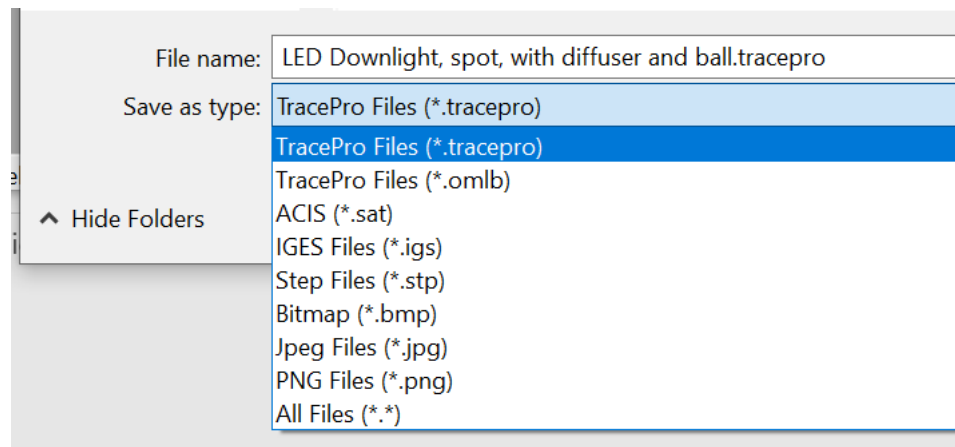 File name: LED Downlight, spot, with diffuser and ball.tracepro
Save as type: TracePro Files (*.tracepro)
TracePro Files (*.tracepro)
TracePro Files (*.omlb)
ACIS (*.sat)
Hide Folders
IGES Files (*.igs)
Step Files (*.stp)
Bitmap (*.bmp)
Jpeg Files (*.jpg)
PNG Files (*.png)
All Files (*.*)